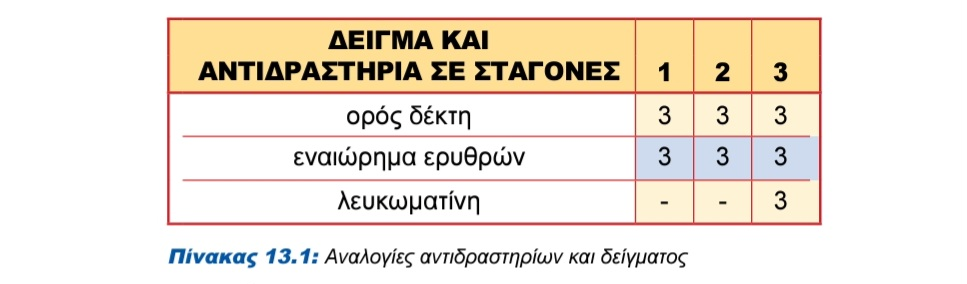 ΔΕΙΓΜΑ ΚΑΙ
ΑΝΤΙΔΡΑΣΤΗΡΙΑ ΣΕ ΣΤΑΓΟΝΕΣ 1 2 3
ορός δέκτη 3 3 3
εναιώρημα ερυθρών 3 3 3
λευκωματίνη - - 3
Πίνακας 13.1: Αναλογίες αντιδραστηρίων και δείγματος